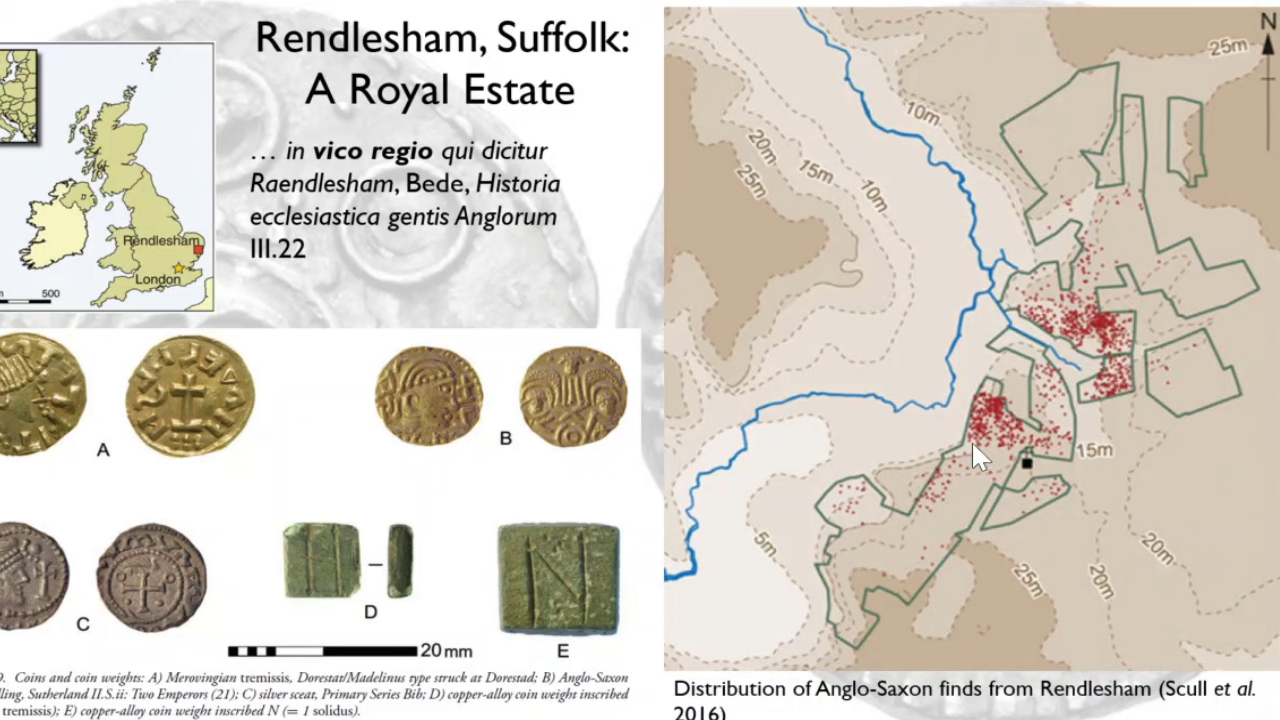 Rendlesham, Suffolk:
A Royal Estate
… in vico regio qui dicitur
Raendlesham, Bede, Historia
ecclesiastica gentis Anglorum
III.22
Rendlesham
London
500
A
B
C
D
E
20 mm
Coins and coin weights: A) Merovingian tremissis, Dorestat/Madelinus type struck at Dorestad; B) Anglo-Saxon
Sutherland II.S.ii: Two Emperors (21); C) silver sceat, Primary Series Bib; D) copper-alloy coin weight inscribed
tremissis); E) copper-alloy coin weight inscribed N (= 1 solidus).
N
25m
10m
20m
15m
25m
10m
15m
5m
20m
25m
20m
Distribution of Anglo-Saxon finds from Rendlesham (Scull et al.
2016)